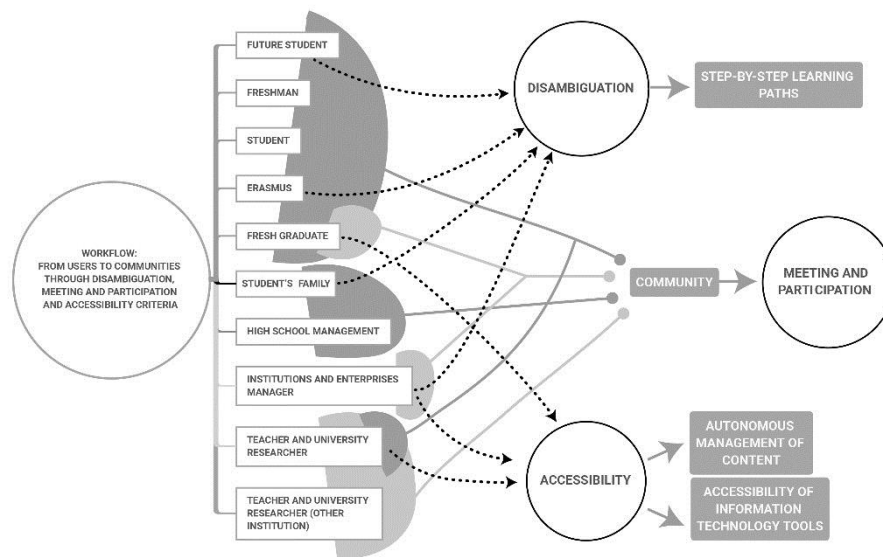 WORKFLOW:
FROM USERS TO COMMUNITIES
THROUGH DISAMBIGUATION,
MEETING AND PARTICIPATION
AND ACCESSIBILITY CRITERIA
FUTURE STUDENT
FRESHMAN
STUDENT
ERASMUS
FRESH GRADUATE
STUDENT'S FAMILY
HIGH SCHOOL MANAGEMENT
INSTITUTIONS AND ENTERPRISES
MANAGER
TEACHER AND UNIVERSITY
RESEARCHER
TEACHER AND UNIVERSITY
RESEARCHER (OTHER
INSTITUTION)
DISAMBIGUATION
STEP-BY-STEP LEARNING
PATHS
COMMUNITY
MEETING AND
PARTICIPATION
ACCESSIBILITY
AUTONOMOUS
MANAGEMENT OF
CONTENT
ACCESSIBILITY OF
INFORMATION
TECHNOLOGY TOOLS